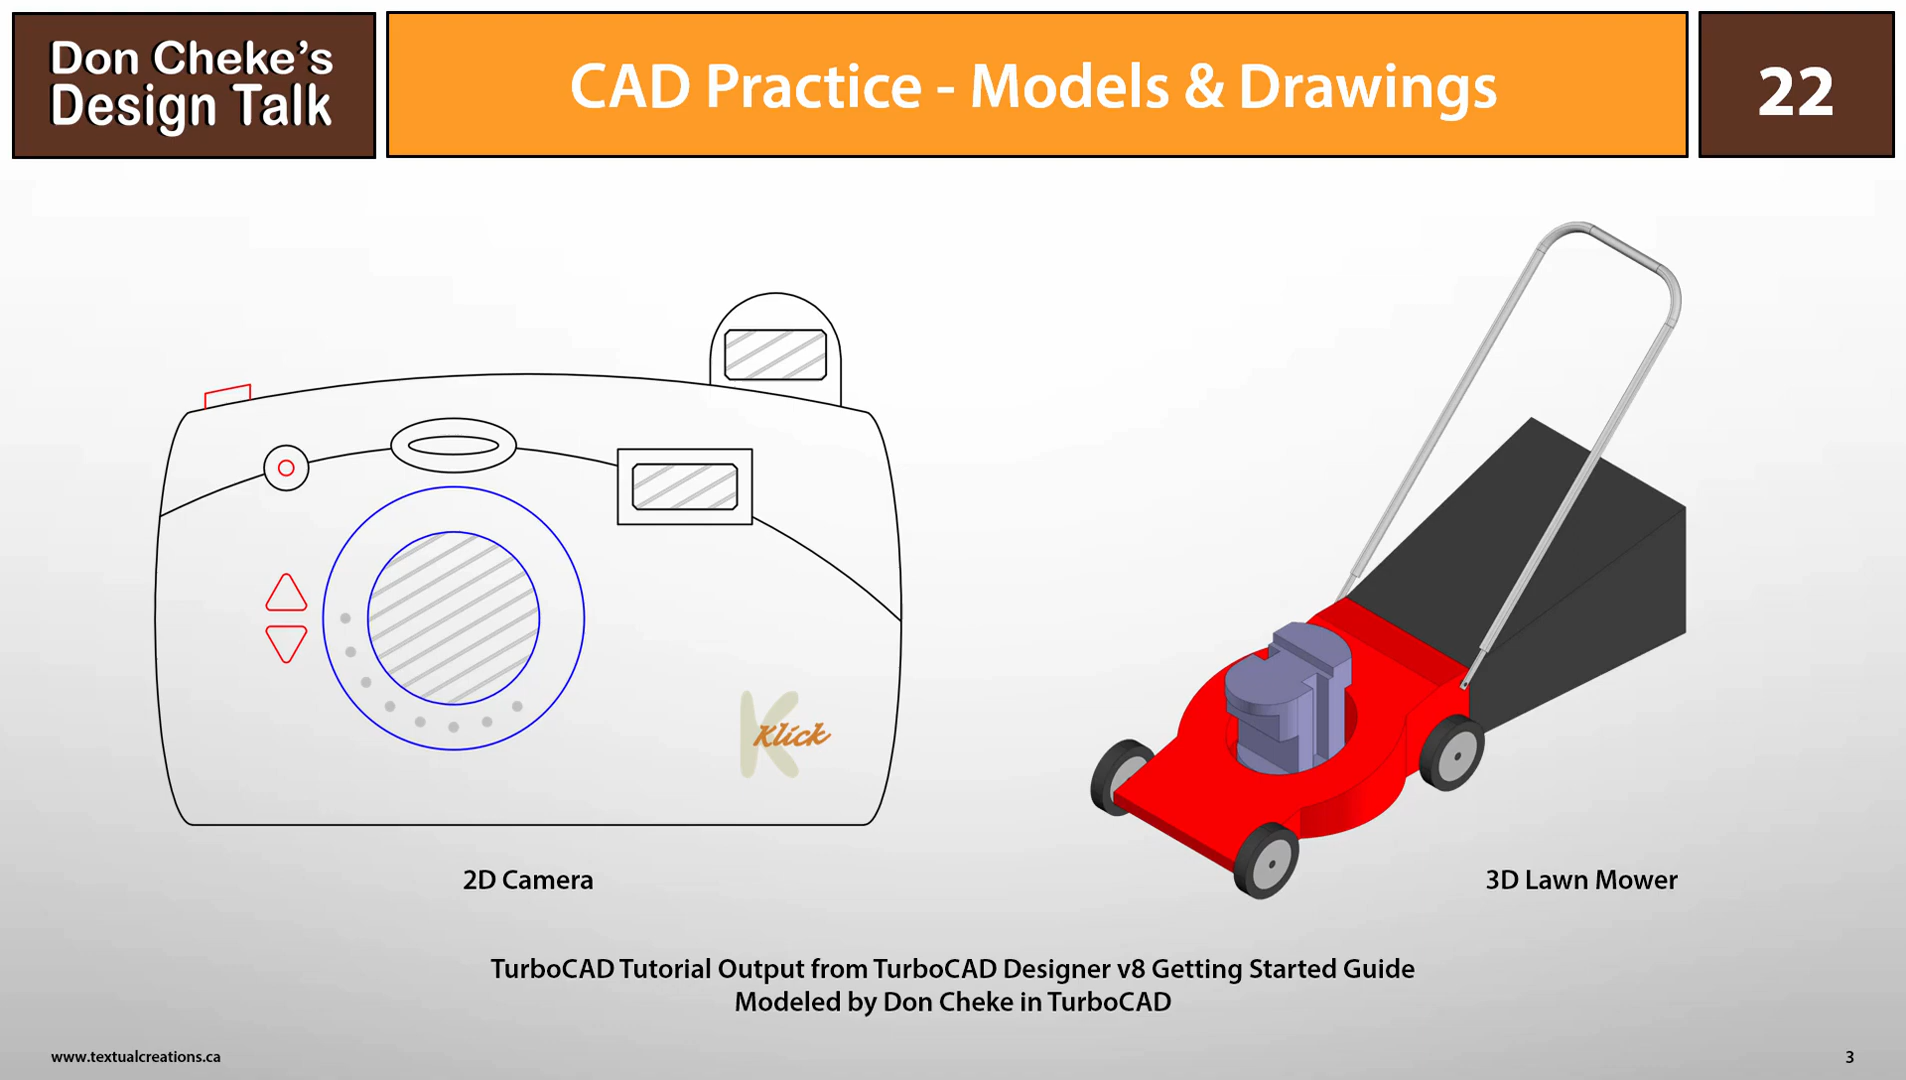 Don Cheke's
Design Talk
CAD Practice - Models & Drawings
22
K
Klick
2D Camera
3D Lawn Mower
TurboCAD Tutorial Output from TurboCAD Designer v8 Getting Started Guide
Modeled by Don Cheke in TurboCAD
www.textualcreations.ca
3